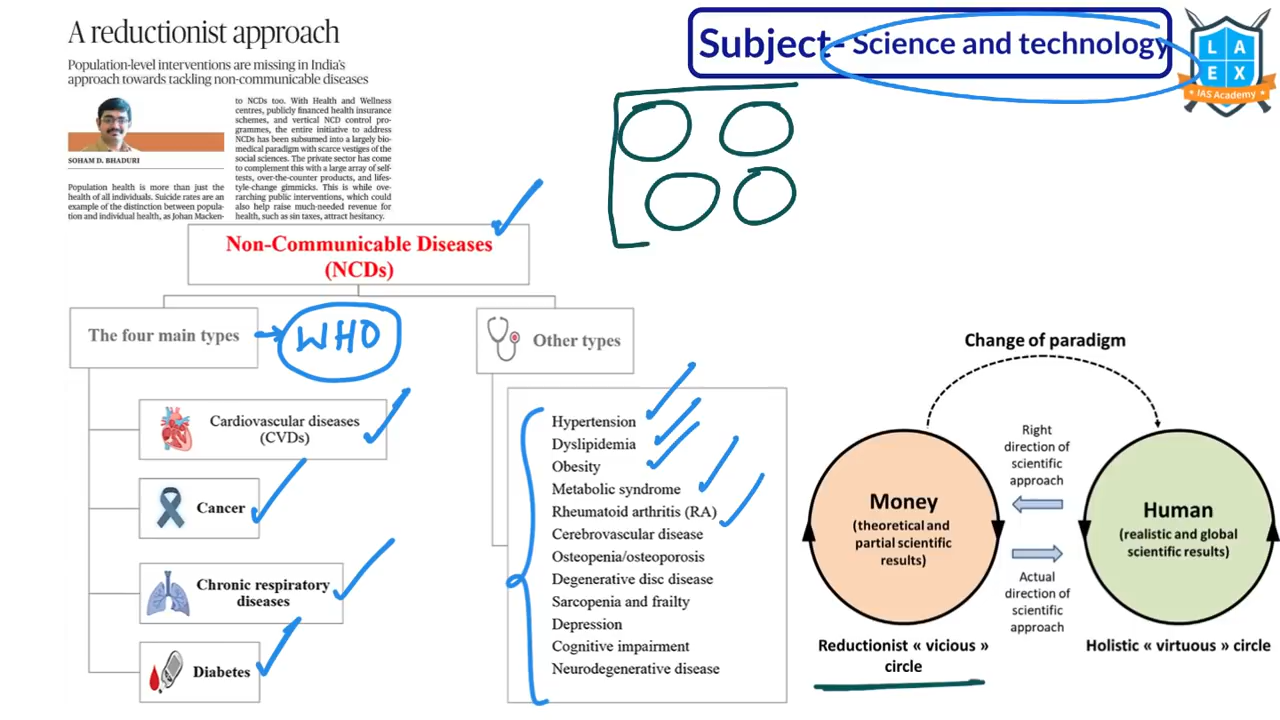 A reductionist approach
Population-level interventions are missing in India's
approach towards tackling non-communicable diseases
SOHAM D. BHADURI
Population health is more than just the
health of all individuals. Suicide rates are an
example of the distinction between popula-
tion and individual health, as Johan Macken-
to NCDs too. With Health and Wellness
centres, publicly financed health insurance
schemes, and vertical NCD control pro-
grammes, the entire initiative to address
NCDs has been subsumed into a largely bio-
medical paradigm with scarce vestiges of the
social sciences. The private sector has come
to complement this with a large array of self-
tests, over-the-counter products, and lifes-
tyle-change gimmicks. This is while ove-
rarching public interventions, which could
also help raise much-needed revenue for
health, such as sin taxes, attract hesitancy.
Subject- Science and technology
L A
E X
IAS Academy
Non-Communicable Diseases
(NCDs)
The four main types
WHO
Cardiovascular diseases
(CVDs)
Cancer
Chronic respiratory
diseases
Diabetes
Other types
Hypertension
Dyslipidemia
Obesity
Metabolic syndrome
Rheumatoid arthritis (RA)
Cerebrovascular disease
Osteopenia/osteoporosis
Degenerative disc disease
Sarcopenia and frailty
Depression
Cognitive impairment
Neurodegenerative disease
Change of paradigm
Money
(theoretical and
partial scientific
results)
Right
direction of
scientific
approach
Actual
direction of
scientific
approach
Human
(realistic and global
scientific results)
Reductionist « vicious »
circle
Holistic « virtuous » circle